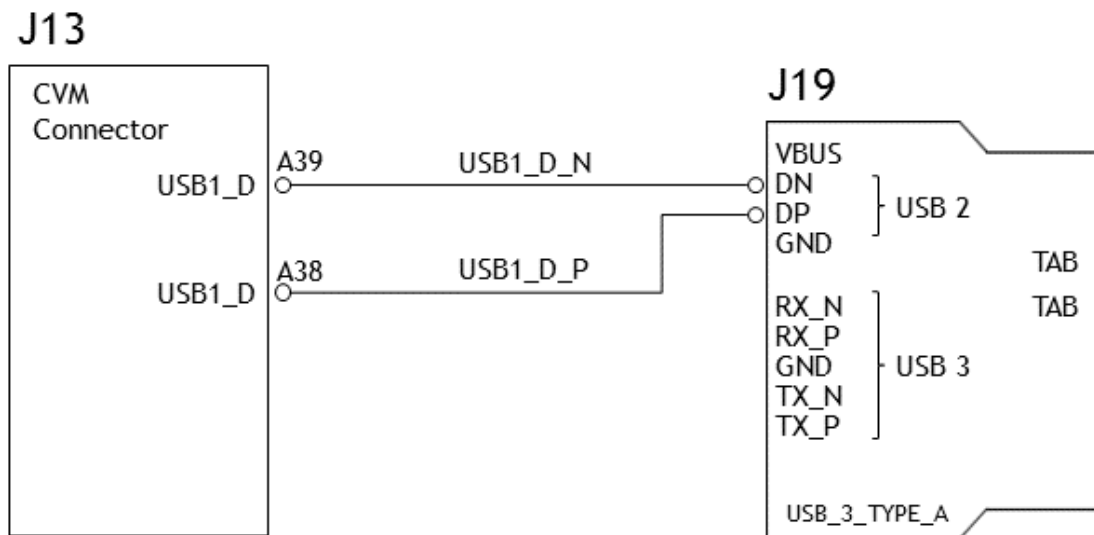 J13
CVM
Connector
USB1_D
A39
USB1_D_N
USB1_D
A38
USB1_D_P
J19
VBUS
DN
DP
GND
USB 2
RX_N
RX_P
GND
TX_N
TX_P
USB 3
TAB
TAB
USB_3_TYPE_A